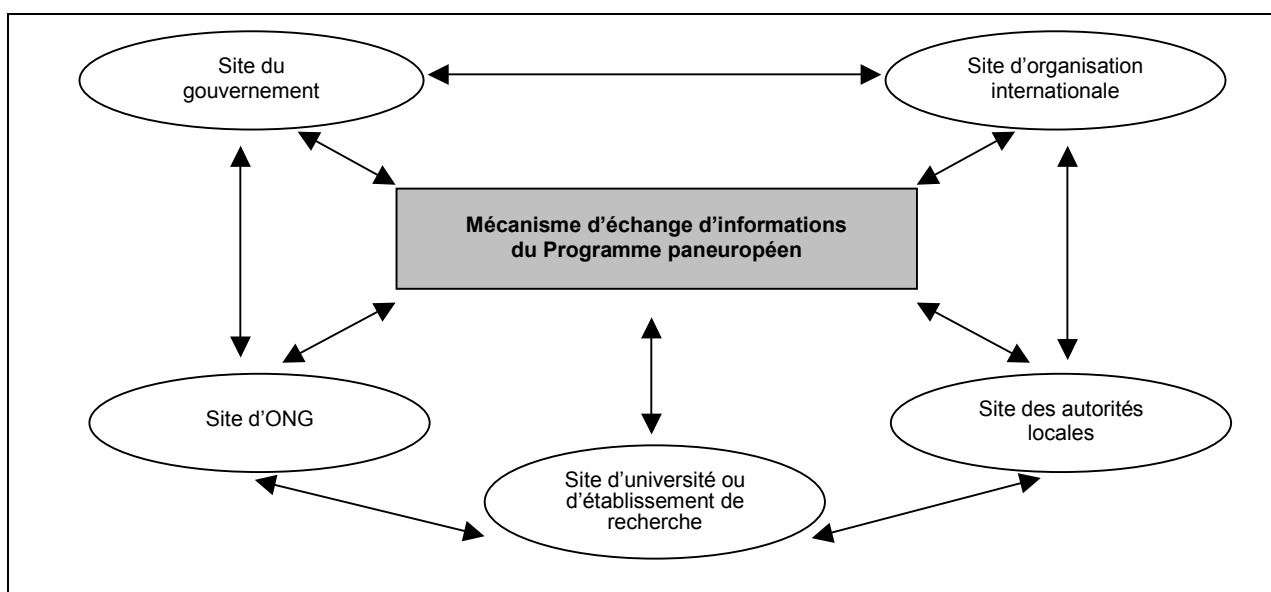 Site du
gouvernement
Site d'organisation
internationale
Mécanisme d'échange d'informations
du Programme paneuropéen
Site d'ONG
Site des autorités
locales
Site d'université ou
d'établissement de
recherche